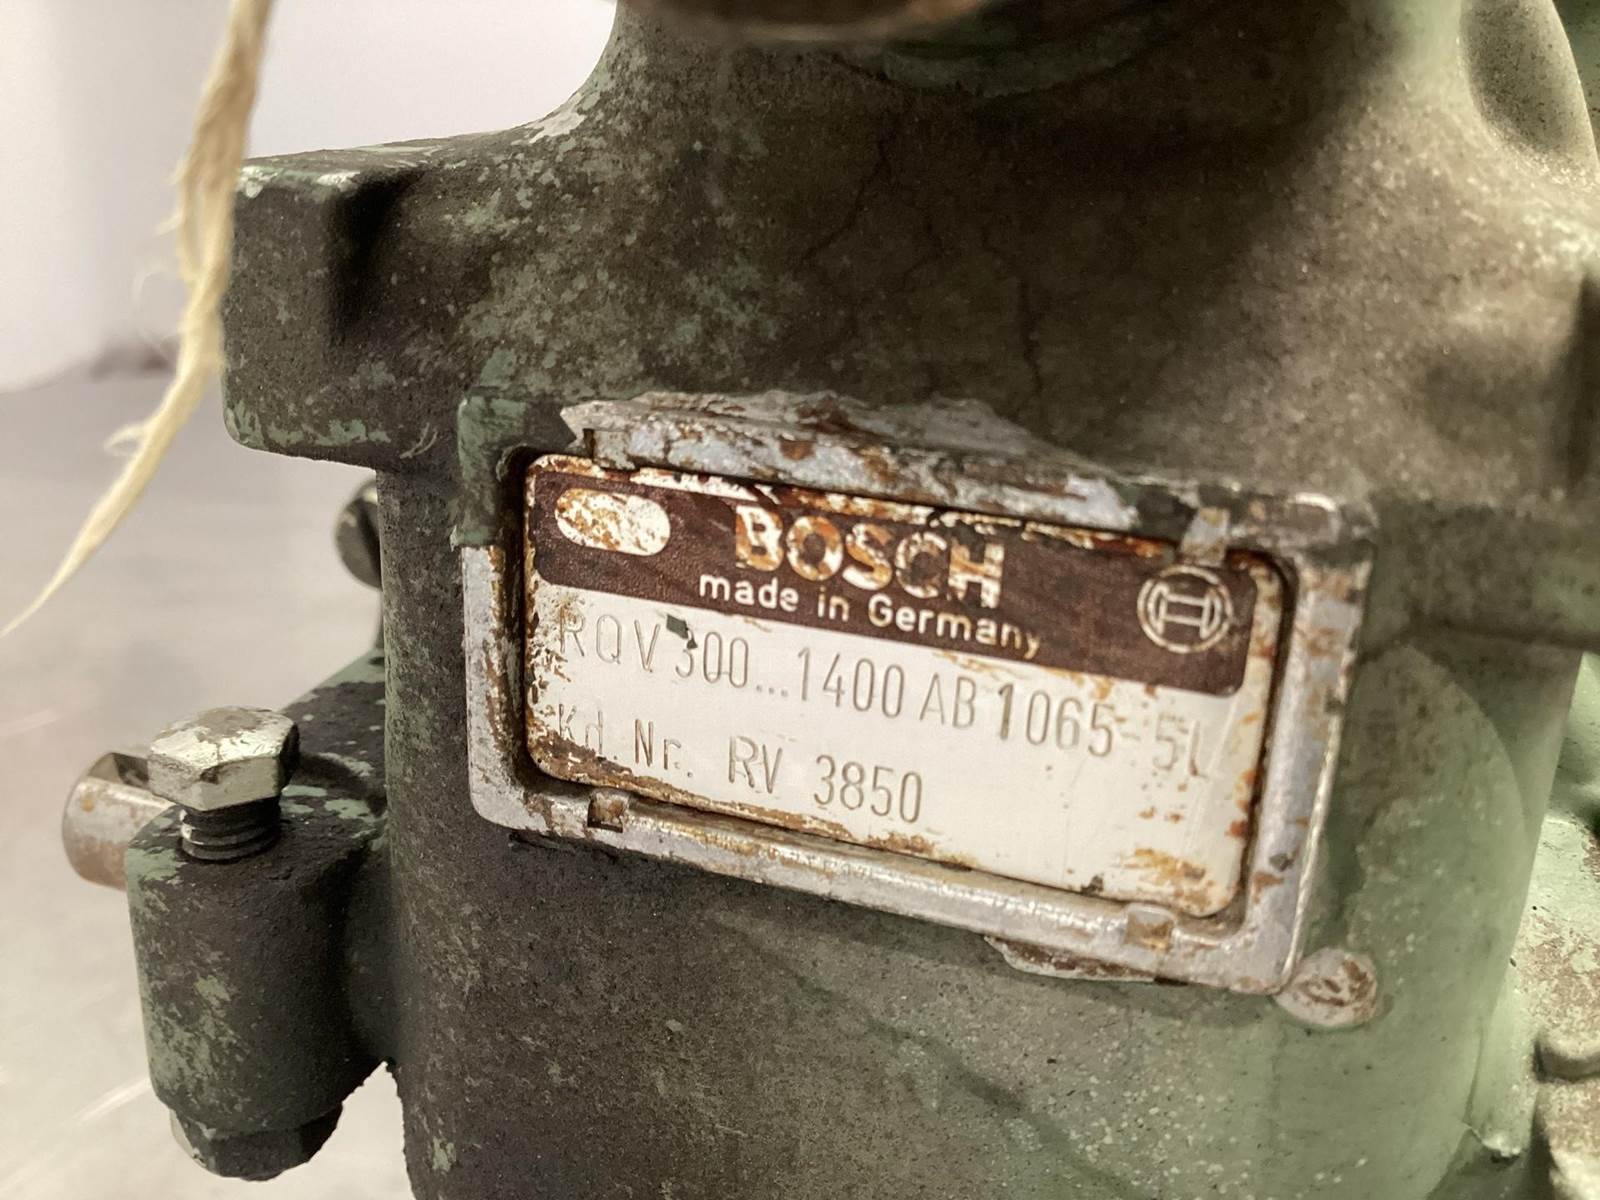 BOSCH
made in Germany
RQV 300...1400 AB 1065-5L
Kd. Nr. RV 3850